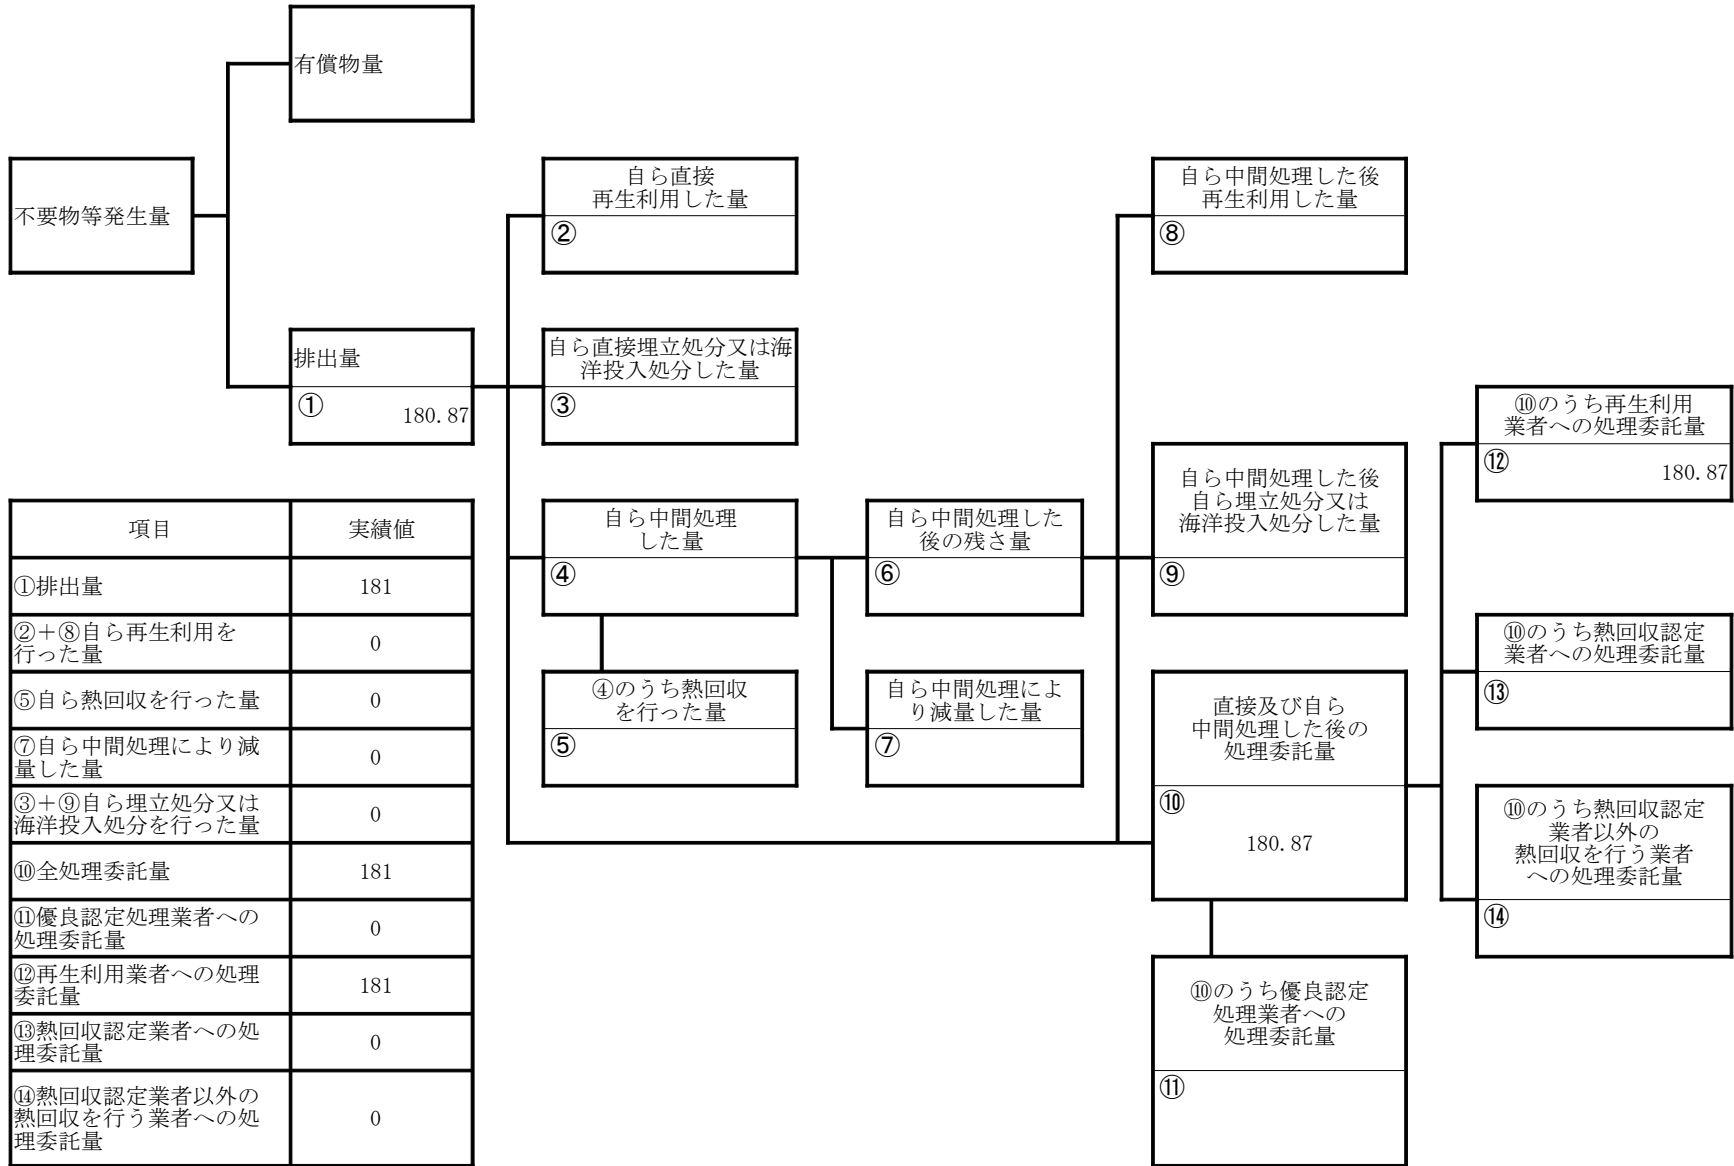 有償物量
不要物等発生量
自ら直接
再生利用した量
②
自ら中間処理した後
再生利用した量
⑧
排出量
① 180.87
自ら直接埋立処分又は海
洋投入処分した量
③
⑩のうち再生利用
業者への処理委託量
⑫ 180.87
自ら中間処理
した量
④
自ら中間処理した
後の残さ量
⑥
自ら中間処理した後
自ら埋立処分又は
海洋投入処分した量
⑨
⑩のうち熱回収認定
業者への処理委託量
⑬
④のうち熱回収
を行った量
⑤
自ら中間処理によ
り減量した量
⑦
直接及び自ら
中間処理した後の
処理委託量
⑩
180.87
⑩のうち熱回収認定
業者以外の
熱回収を行う業者
への処理委託量
⑭
⑩のうち優良認定
処理業者への
処理委託量
⑪
項目 実績値
①排出量 181
②+⑧自ら再生利用を
行った量 0
⑤自ら熱回収を行った量 0
⑦自ら中間処理により減
量した量 0
③+⑨自ら埋立処分又は
海洋投入処分を行った量 0
⑩全処理委託量 181
⑪優良認定処理業者への
処理委託量 0
⑫再生利用業者への処理
委託量 181
⑬熱回収認定業者への処
理委託量 0
⑭熱回収認定業者以外の
熱回収を行う業者への処
理委託量 0